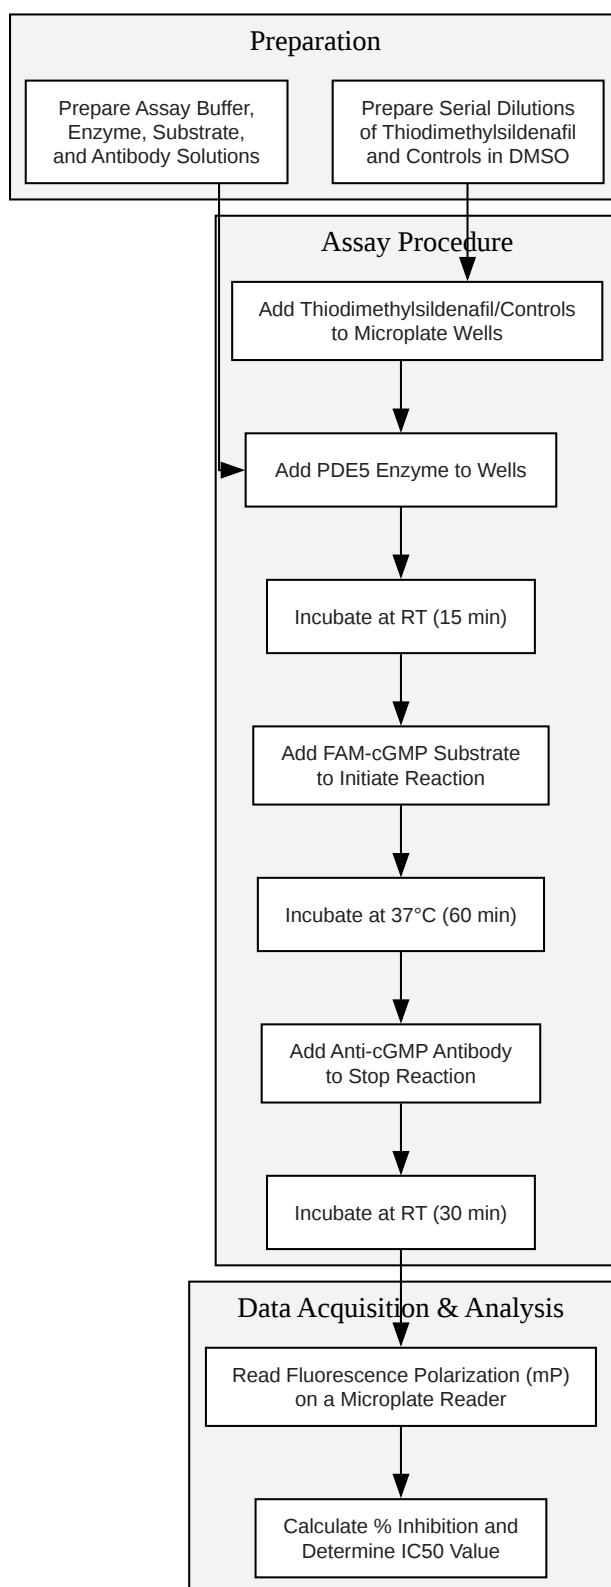 Preparation
Prepare Assay Buffer,
Enzyme, Substrate,
and Antibody Solutions
Prepare Serial Dilutions
of Thiodimethylsildenafil
and Controls in DMSO
Assay Procedure
Add Thiodimethylsildenafil/Controls
to Microplate Wells
Add PDE5 Enzyme to Wells
Incubate at RT (15 min)
Add FAM-cGMP Substrate
to Initiate Reaction
Incubate at 37°C (60 min)
Add Anti-cGMP Antibody
to Stop Reaction
Incubate at RT (30 min)
Data Acquisition & Analysis
Read Fluorescence Polarization (mP)
on a Microplate Reader
Calculate % Inhibition and
Determine IC50 Value